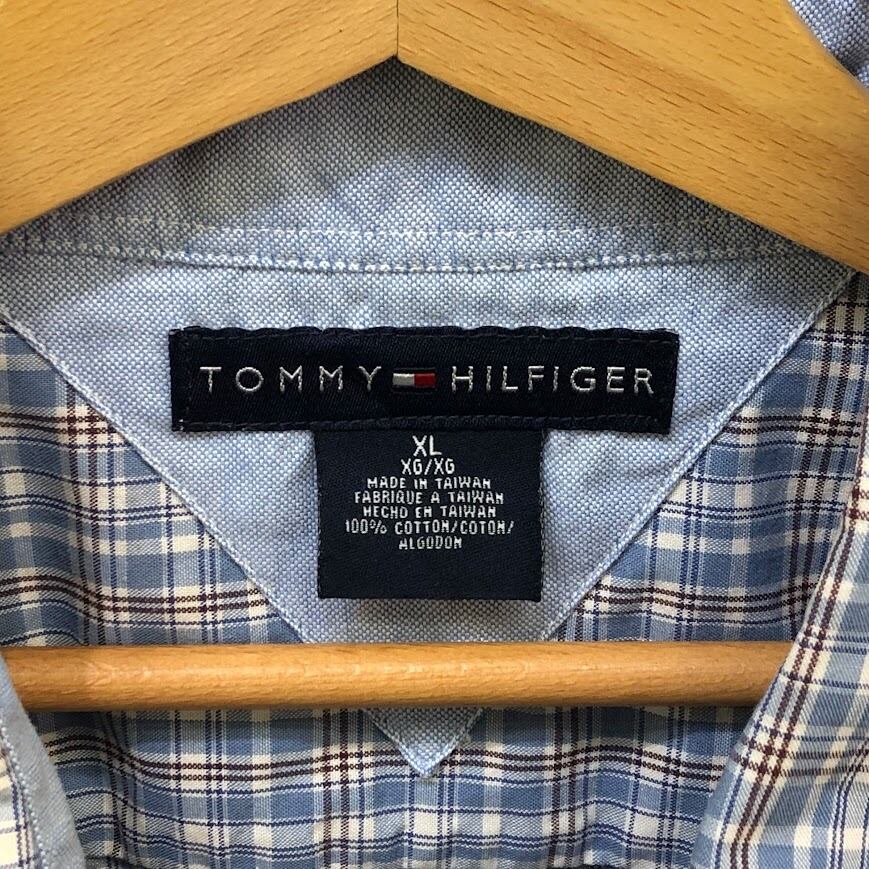 TOMMY HILFIGER
XL
XG/XG
MADE IN TAIWAN
FABRIQUE A TAIWAN
HECHO EN TAIWAN
100% COTTON/COTON/
ALGODON